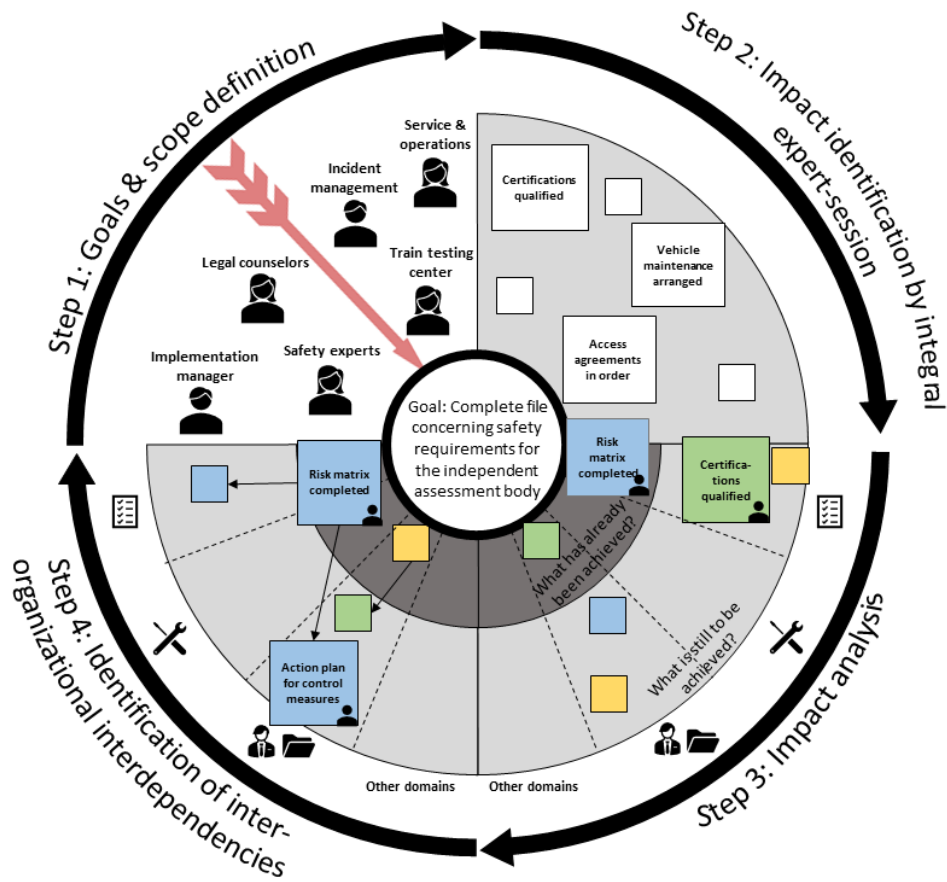 Step 1: Goals & scope definition
Step 2: Impact identification by integral
expert-session
Service &
operations
Incident
management
Legal counselors
Train testing
center
Implementation
manager
Safety experts
Certifications
qualified
Vehicle
maintenance
arranged
Access
agreements
in order
Goal: Complete file
concerning safety
requirements for
the independent
assessment body
Risk matrix
completed
Risk
matrix
completed
Certifica-
tions
qualified
What has already
been achieved?
What is still to be
achieved?
Action plan
for control
measures
Other domains
Other domains
Step 3: Impact analysis
Step 4: Identification of inter-
organizational interdependencies